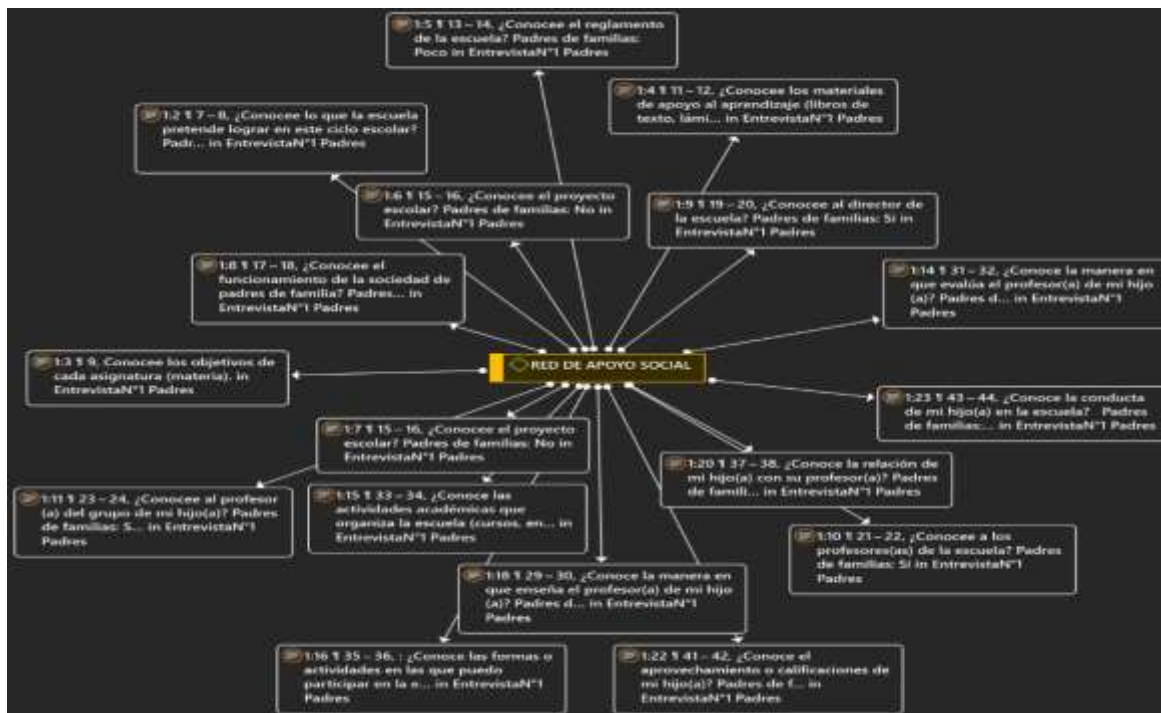 1:5 ¶ 13 – 14, ¿Conocee el reglamento
de la escuela? Padres de familias:
Poco in EntrevistaN°1 Padres
1:4 ¶ 11 – 12, ¿Conocee los materiales
de apoyo al aprendizaje (libros de
texto, lámi... in EntrevistaN°1 Padres
1:2 ¶ 7 – 8, ¿Conocee lo que la escuela
pretende lograr en este ciclo escolar?
Padr... in EntrevistaN°1 Padres
1:6 ¶ 15 – 16, ¿Conocee el proyecto
escolar? Padres de familias: No in
EntrevistaN°1 Padres
1:9 ¶ 19 – 20, ¿Conocee al director de
la escuela? Padres de familias: Si in
EntrevistaN°1 Padres
1:8 ¶ 17 – 18, ¿Conocee el
funcionamiento de la sociedad de
padres de familia? Padres... in
EntrevistaN°1 Padres
1:14 ¶ 31 – 32, ¿Conoce la manera en
que evalúa el profesor(a) de mi hijo
(a)? Padres d... in EntrevistaN°1
Padres
1:3 ¶ 9, Conocee los objetivos de
cada asignatura (materia). in
EntrevistaN°1 Padres
RED DE APOYO SOCIAL
1:23 ¶ 43 – 44, ¿Conoce la conducta
de mi hijo(a) en la escuela? Padres
de familias:... in EntrevistaN°1
Padres
1:7 ¶ 15 – 16, ¿Conocee el proyecto
escolar? Padres de familias: No in
EntrevistaN°1 Padres
1:20 ¶ 37 – 38, ¿Conoce la relación de
mi hijo(a) con su profesor(a)? Padres
de famili... in EntrevistaN°1 Padres
1:11 ¶ 23 – 24, ¿Conocee al profesor
(a) del grupo de mi hijo(a)? Padres
de familias: S... in EntrevistaN°1
Padres
1:15 ¶ 33 – 34, ¿Conoce las
actividades académicas que
organiza la escuela (cursos, en... in
EntrevistaN°1 Padres
1:10 ¶ 21 – 22, ¿Conocee a los
profesores(as) de la escuela? Padres
de familias: Si in EntrevistaN°1
Padres
1:18 ¶ 29 – 30, ¿Conoce la manera en
que enseña el profesor(a) de mi hijo
(a)? Padres d... in EntrevistaN°1
Padres
1:16 ¶ 35 – 36, : ¿Conoce las formas o
actividades en las que puedo
participar en la e... in EntrevistaN°1
Padres
1:22 ¶ 41 – 42, ¿Conoce el
aprovechamiento o calificaciones de
mi hijo(a)? Padres de f... in
EntrevistaN°1 Padres